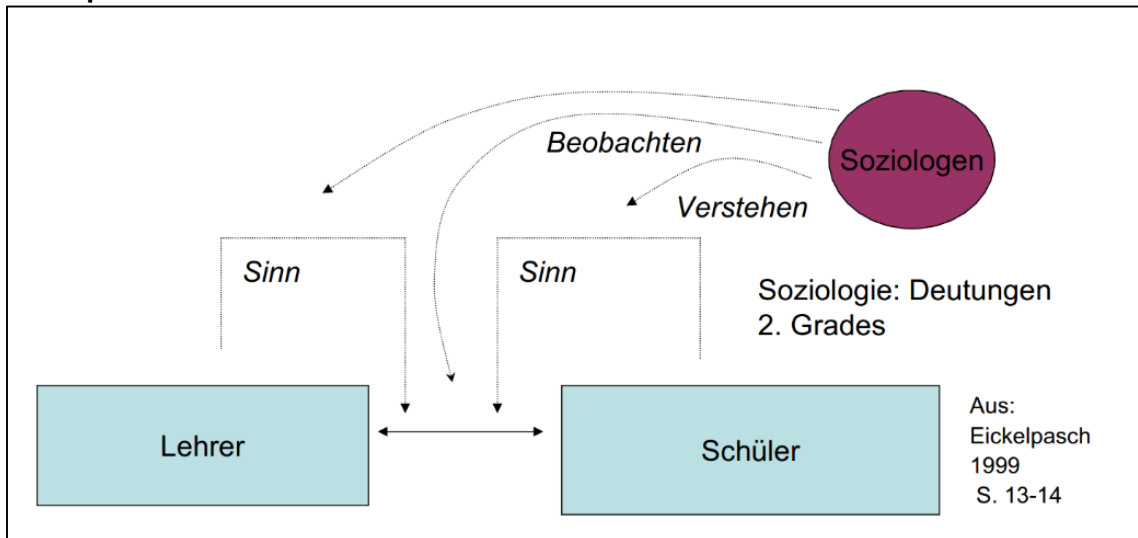 Beobachten
Soziologen
Verstehen
Sinn
Sinn
Soziologie: Deutungen
2. Grades
Lehrer
Schüler
Aus:
Eickelpasch
1999
S. 13-14